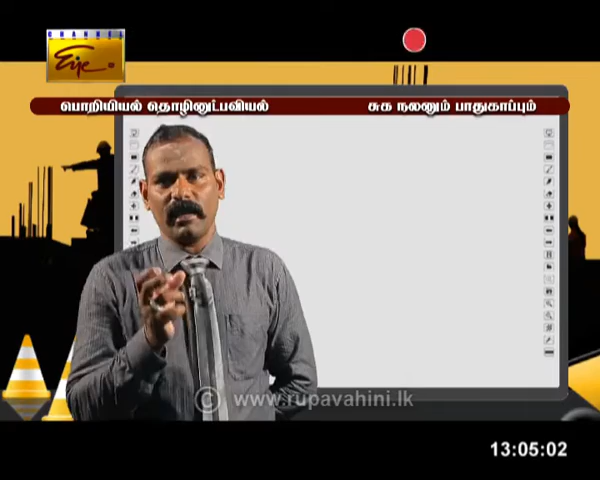 CHANNEL
Eye
பொறியியல் தொழினுட்பவியல்
சுக நலனும் பாதுகாப்பும்
© www.rupavahini.lk
13:05:02